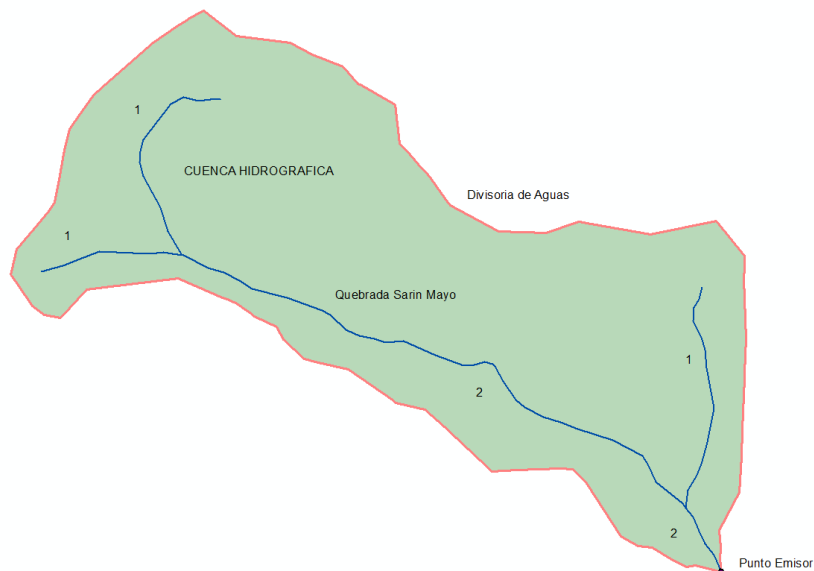 1
CUENCA HIDROGRAFICA
Divisoria de Aguas
1
Quebrada Sarin Mayo
1
2
2
Punto Emisor